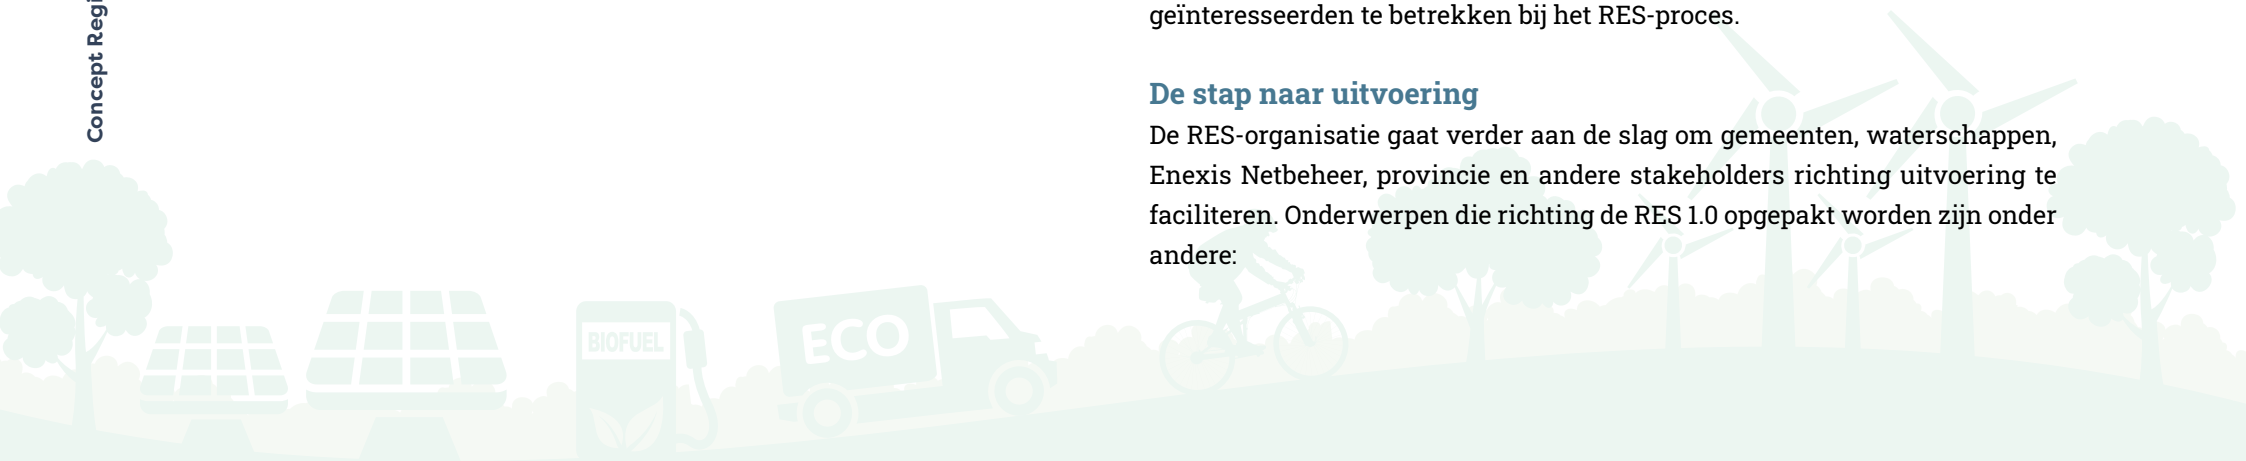 Concept Regi
geïnteresseerden te betrekken bij het RES-proces.
De stap naar uitvoering
De RES-organisatie gaat verder aan de slag om gemeenten, waterschappen,
Enexis Netbeheer, provincie en andere stakeholders richting uitvoering te
faciliteren. Onderwerpen die richting de RES 1.0 opgepakt worden zijn onder
andere:
BIOFUEL
ECO